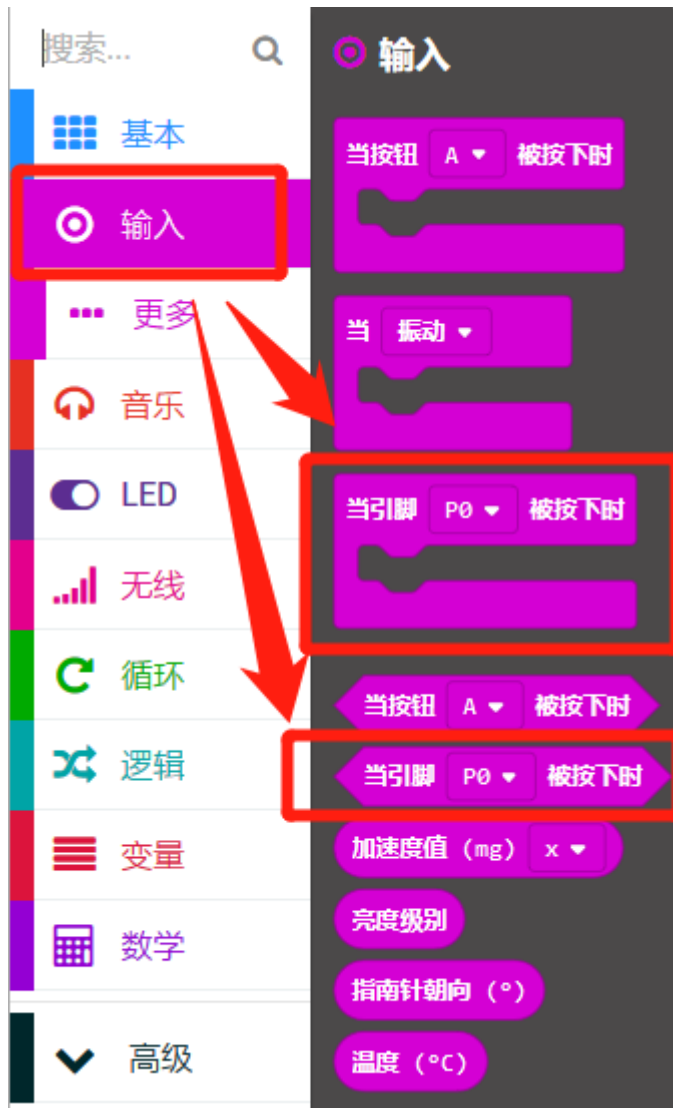 搜索...
基本
输入
更多
音乐
LED
无线
循环
逻辑
变量
数学
高级
输入
当按钮 A 被按下时
当 振动
当引脚 P0 被按下时
当按钮 A 被按下时
当引脚 P0 被按下时
加速度值 (mg) x
亮度级别
指南针朝向 (°)
温度 (°C)